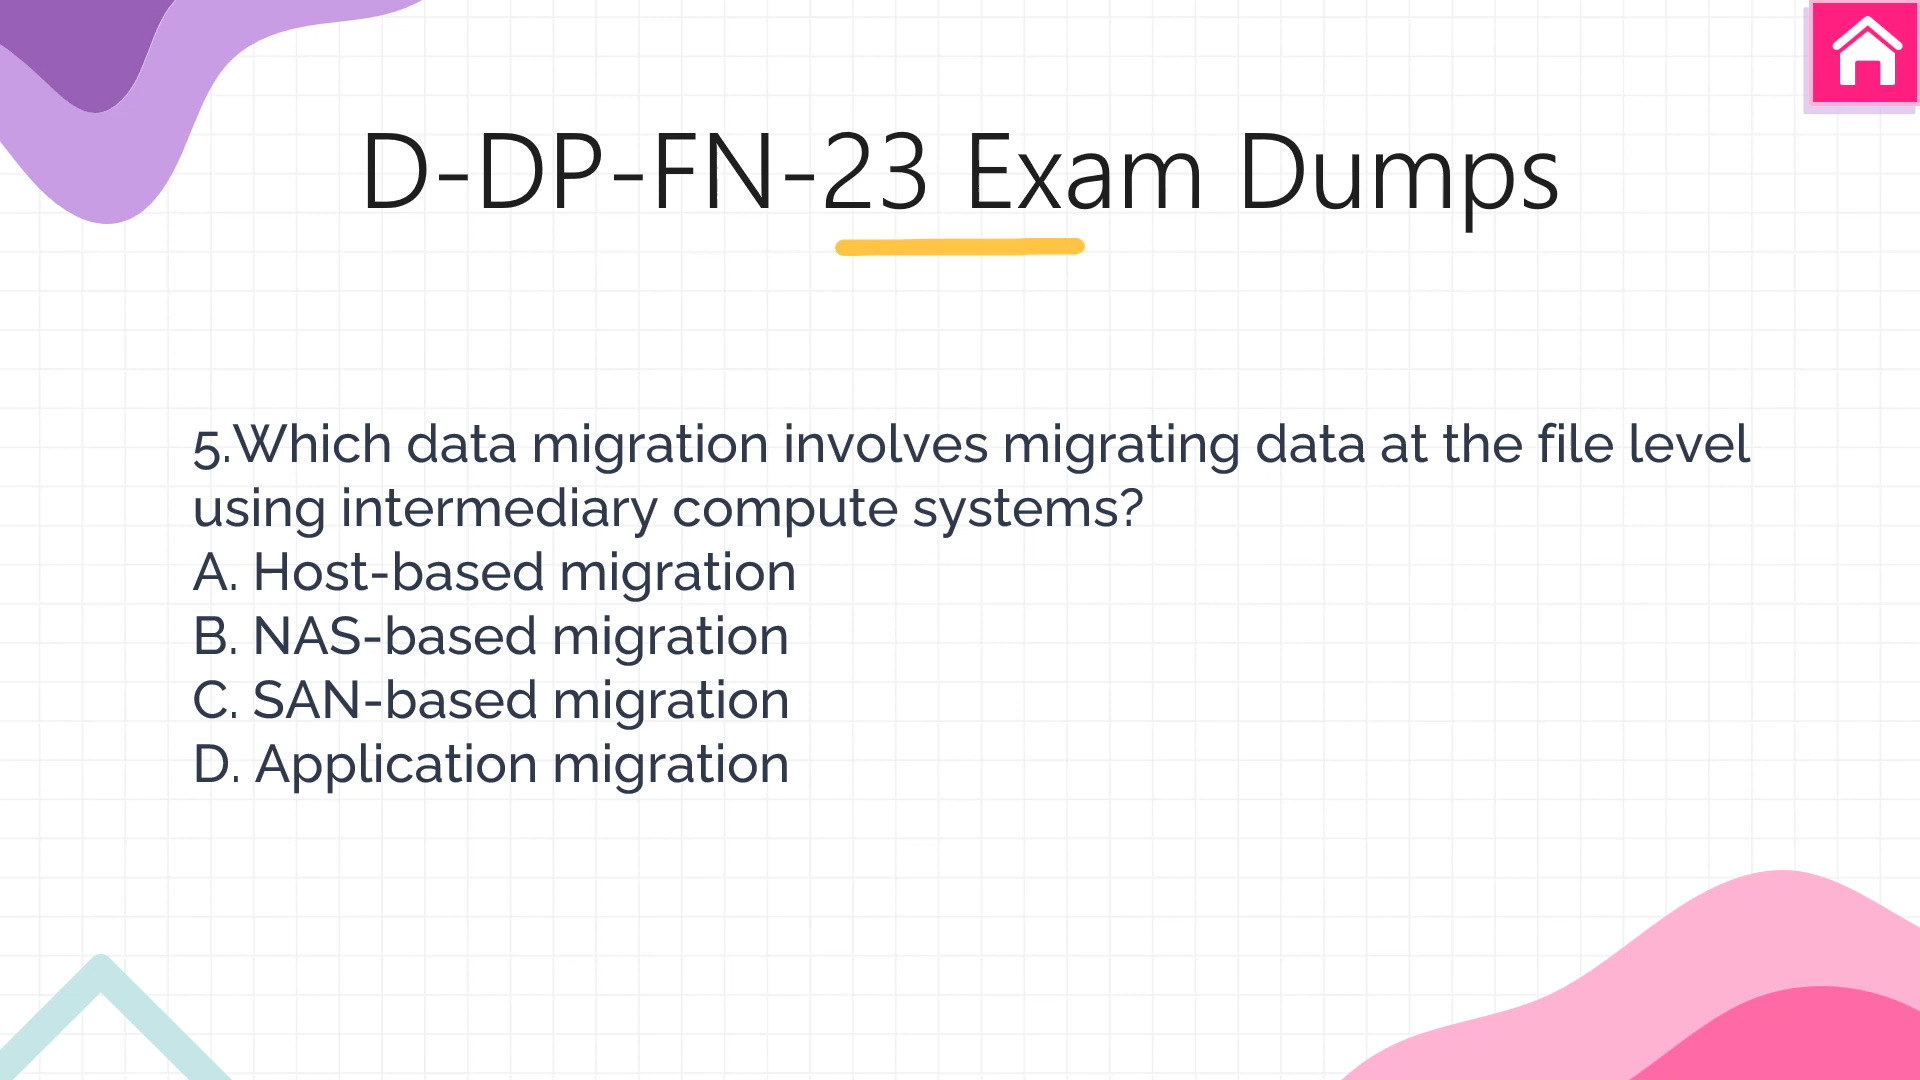 D-DP-FN-23 Exam Dumps
5.Which data migration involves migrating data at the file level
using intermediary compute systems?
A. Host-based migration
B. NAS-based migration
C. SAN-based migration
D. Application migration